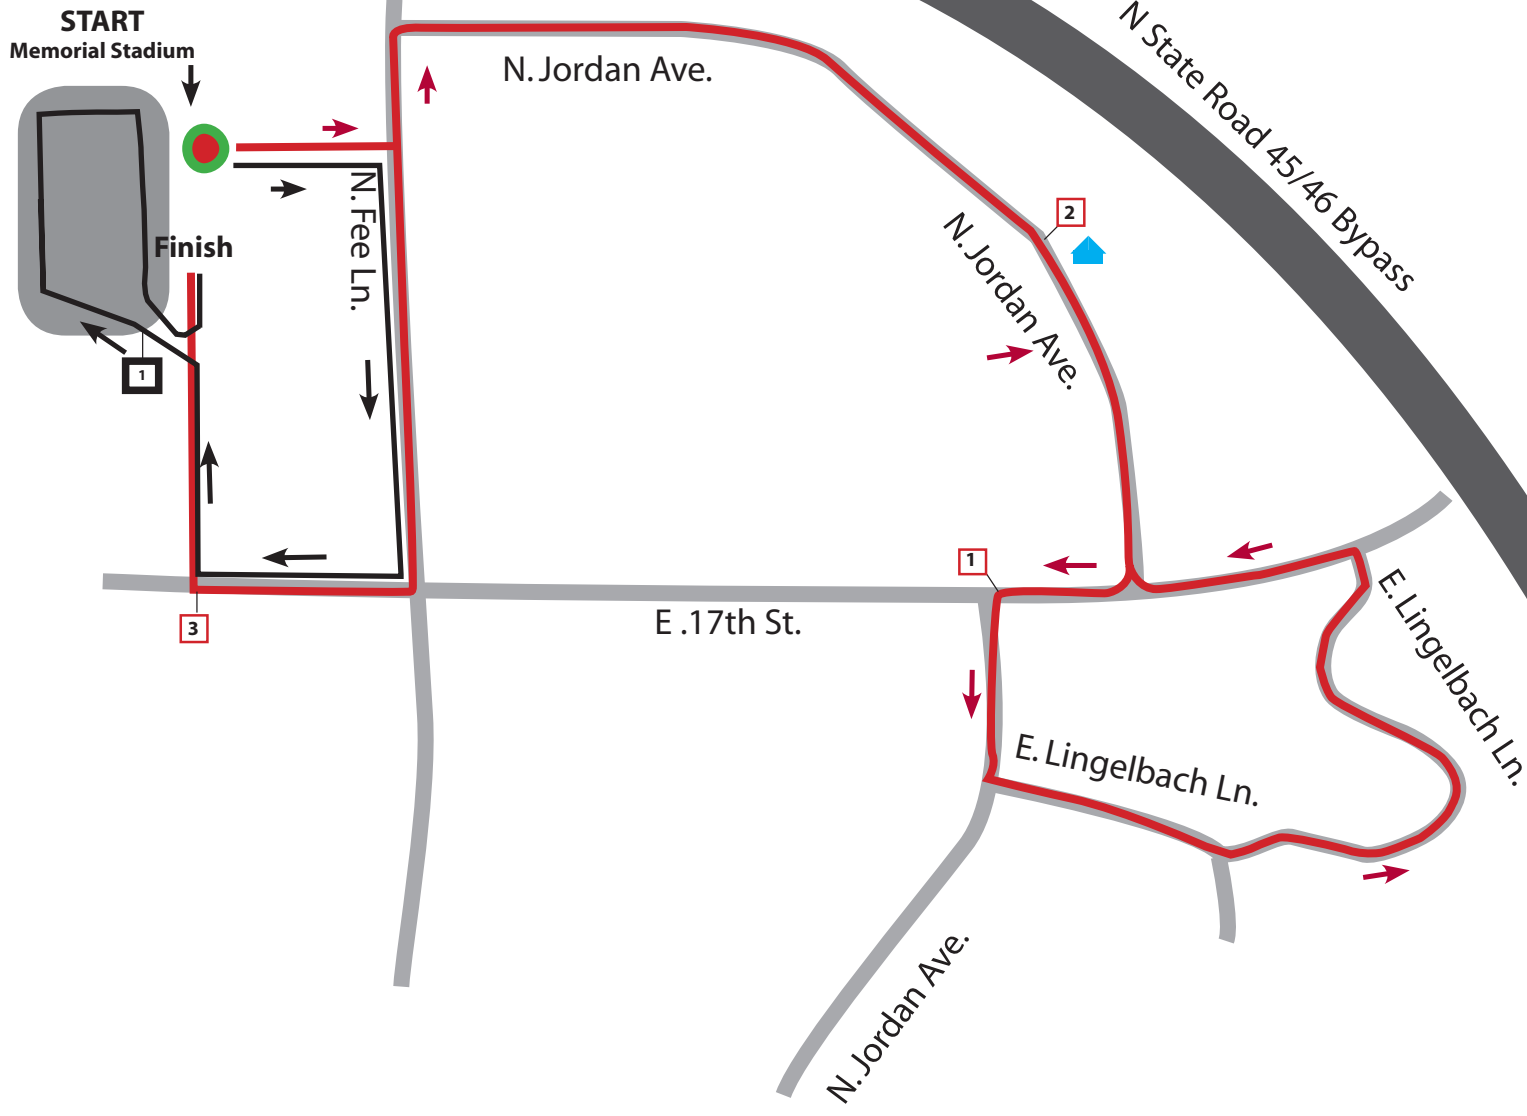 START
Memorial Stadium
N. Jordan Ave.
N State Road 45/46 Bypass
N. Fee Ln.
2
Finish
N. Jordan Ave.
1
1
E .17th St.
3
E. Lingelbach Ln.
E. Lingelbach Ln.
N. Jordan Ave.